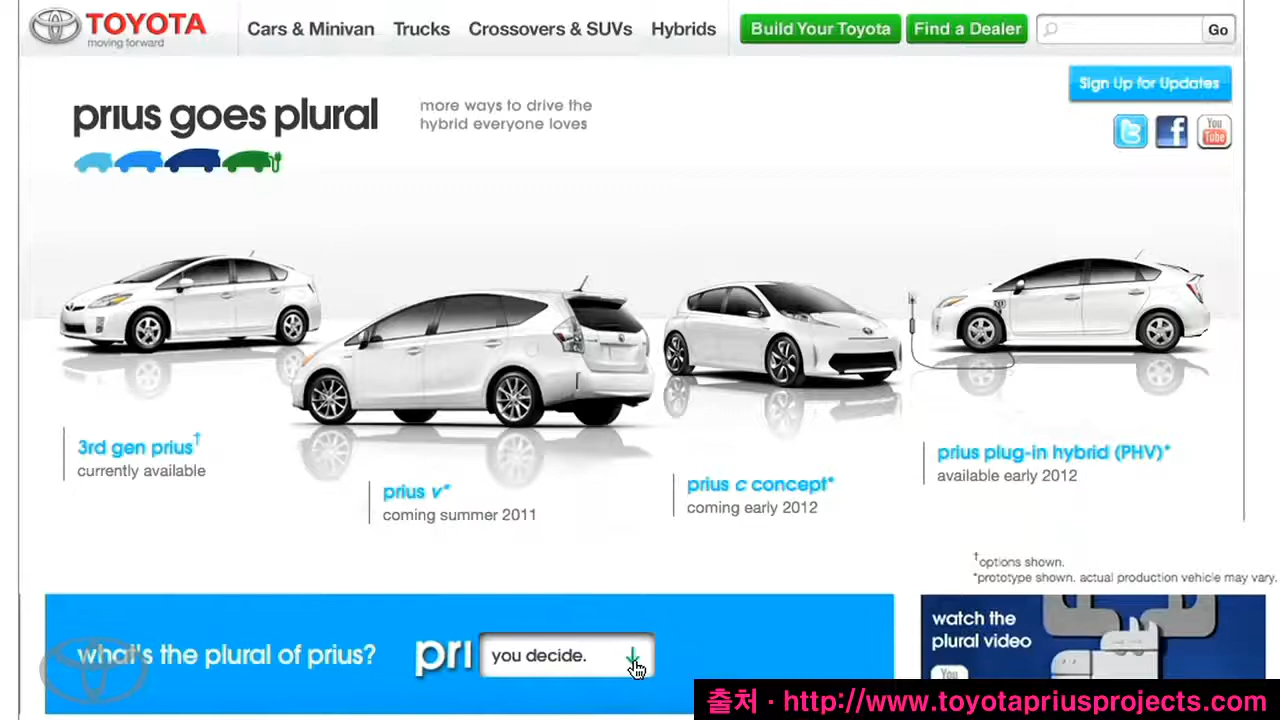 TOYOTA
moving forward
Cars & Minivan Trucks Crossovers & SUVs Hybrids
Build Your Toyota Find a Dealer Go
Sign Up for Updates
prius goes plural
more ways to drive the
hybrid everyone loves
You
Tube
3rd gen prius†
currently available
prius v*
coming summer 2011
prius c concept*
coming early 2012
prius plug-in hybrid (PHV)*
available early 2012
†options shown.
*prototype shown. actual production vehicle may vary.
what's the plural of prius?
pri you decide.
watch the
plural video
You
출처 · http://www.toyotapriusprojects.com